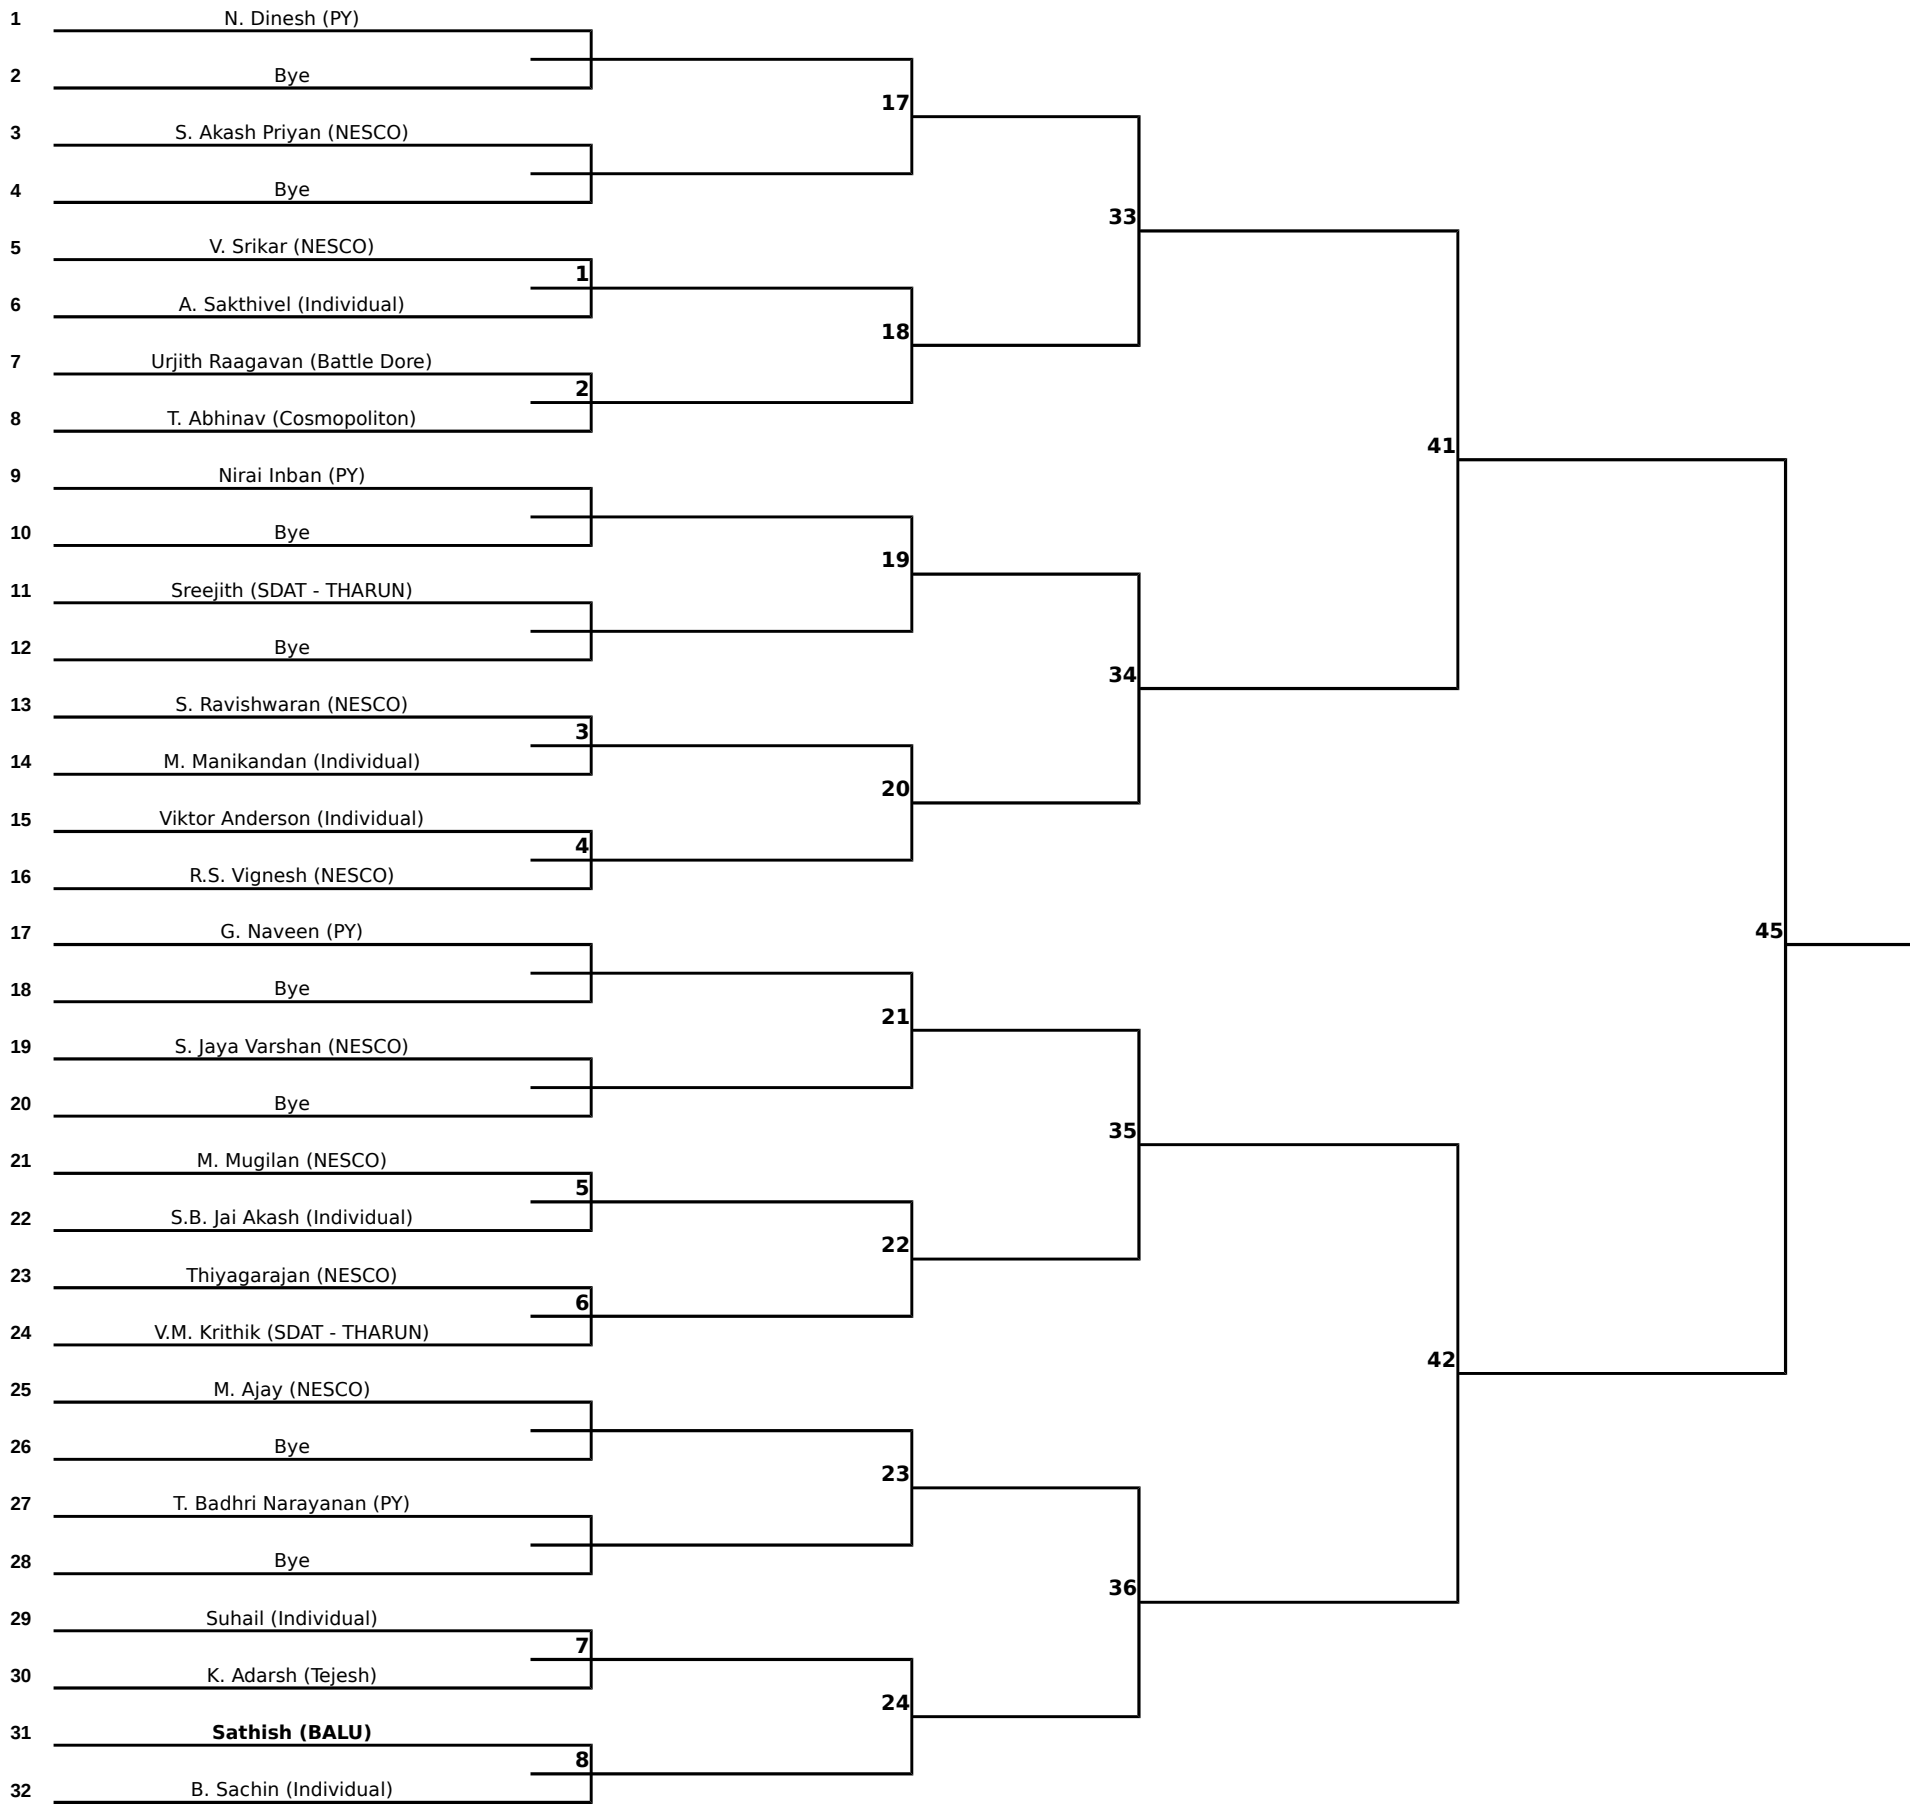 1 N. Dinesh (PY)
2 Bye
17
3 S. Akash Priyan (NESCO)
4 Bye
33
5 V. Srikar (NESCO)
1
6 A. Sakthivel (Individual)
18
7 Urjith Raagavan (Battle Dore)
2
8 T. Abhinav (Cosmopoliton)
41
9 Nirai Inban (PY)
10 Bye
19
11 Sreejith (SDAT - THARUN)
12 Bye
34
13 S. Ravishwaran (NESCO)
3
14 M. Manikandan (Individual)
20
15 Viktor Anderson (Individual)
4
16 R.S. Vignesh (NESCO)
45
17 G. Naveen (PY)
18 Bye
21
19 S. Jaya Varshan (NESCO)
20 Bye
35
21 M. Mugilan (NESCO)
5
22 S.B. Jai Akash (Individual)
22
23 Thiyagarajan (NESCO)
6
24 V.M. Krithik (SDAT - THARUN)
42
25 M. Ajay (NESCO)
26 Bye
23
27 T. Badhri Narayanan (PY)
28 Bye
36
29 Suhail (Individual)
7
30 K. Adarsh (Tejesh)
24
31 Sathish (BALU)
8
32 B. Sachin (Individual)